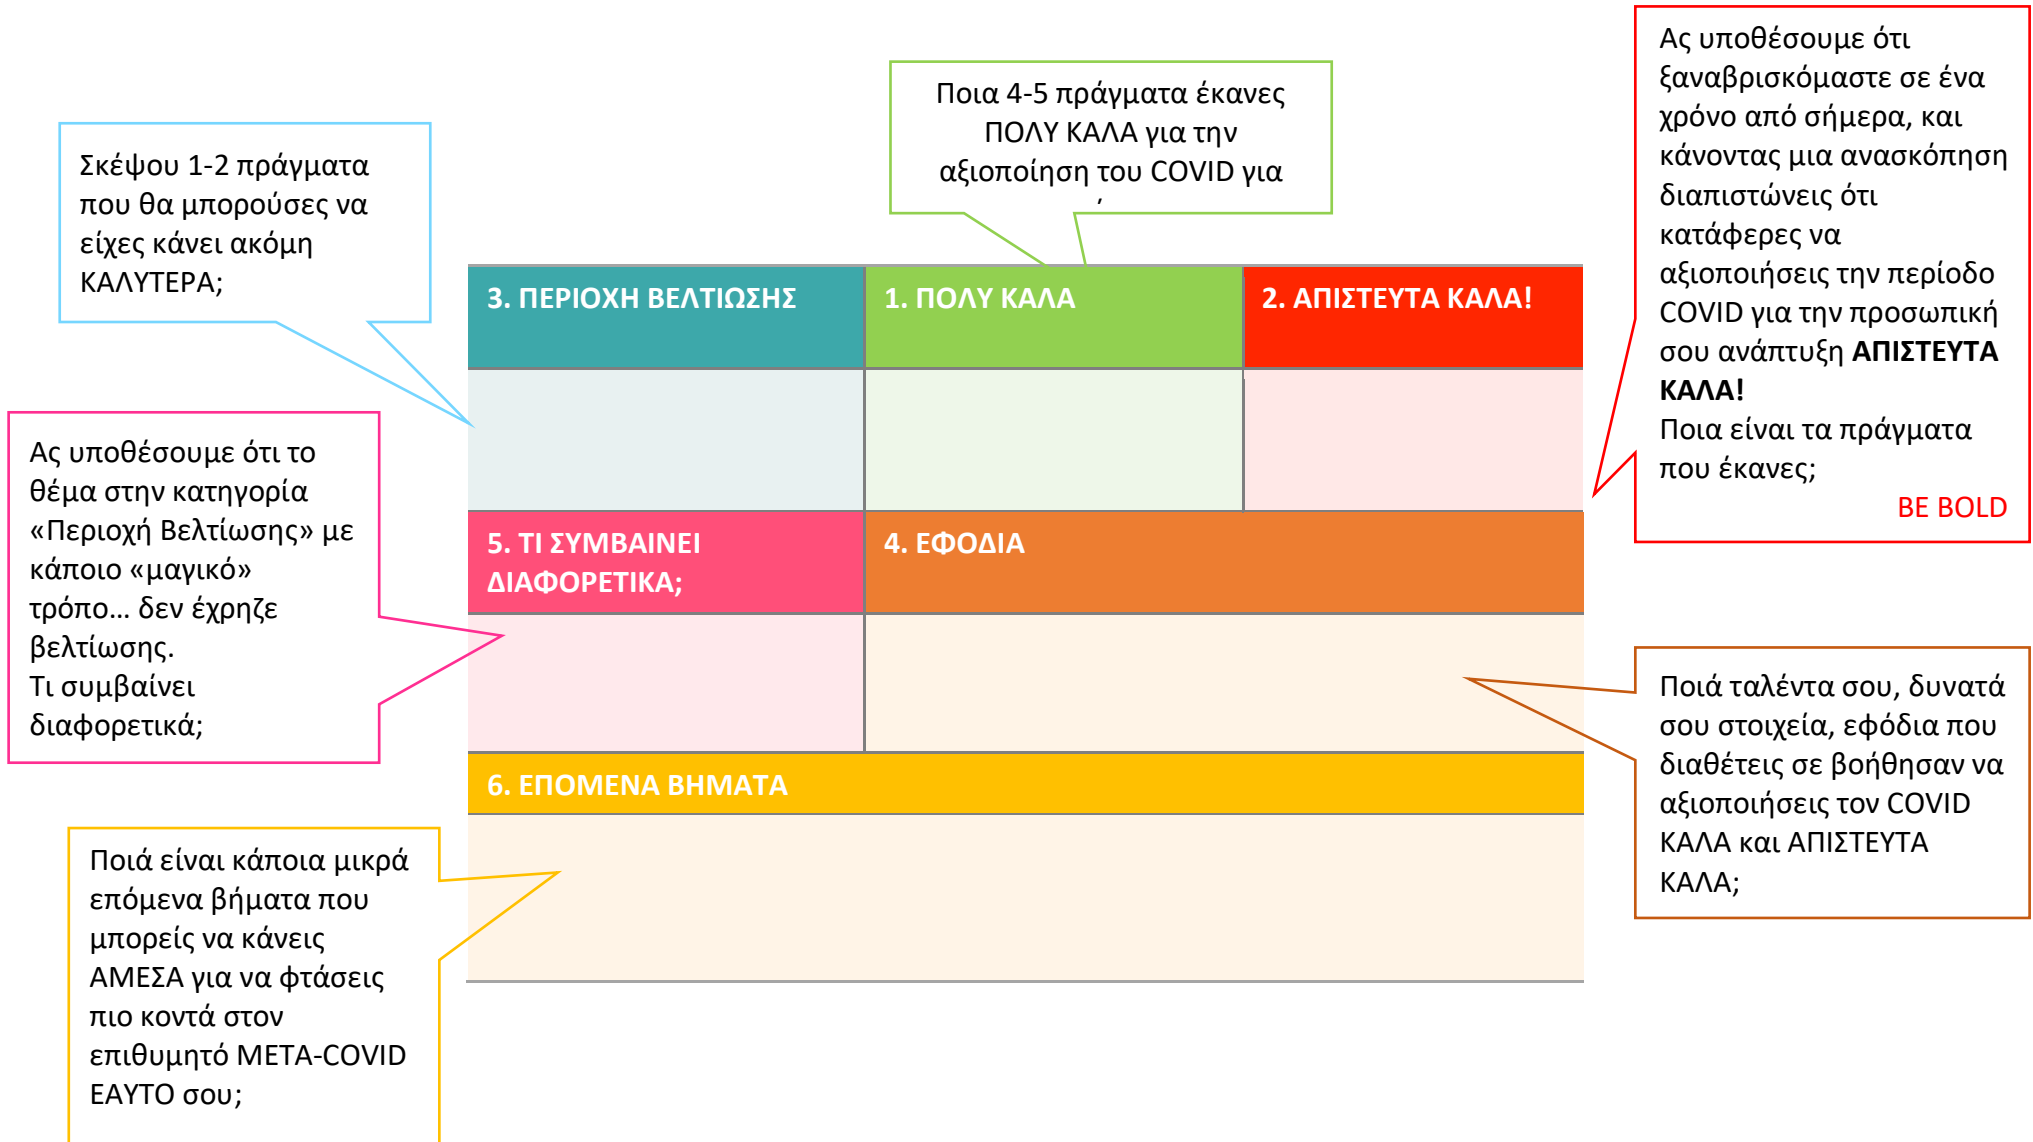 Σκέψου 1-2 πράγματα
που θα μπορούσες να
είχες κάνει ακόμη
ΚΑΛΥΤΕΡΑ;
Ποια 4-5 πράγματα έκανες
ΠΟΛΥ ΚΑΛΑ για την
αξιοποίηση του COVID για
Ας υποθέσουμε ότι
ξαναβρισκόμαστε σε ένα
χρόνο από σήμερα, και
κάνοντας μια ανασκόπηση
διαπιστώνεις ότι
κατάφερες να
αξιοποιήσεις την περίοδο
COVID για την προσωπική
σου ανάπτυξη ΑΠΙΣΤΕΥΤΑ
ΚΑΛΑ!
Ποια είναι τα πράγματα
που έκανες;
BE BOLD
3. ΠΕΡΙΟΧΗ ΒΕΛΤΙΩΣΗΣ
1. ΠΟΛΥ ΚΑΛΑ
2. ΑΠΙΣΤΕΥΤΑ ΚΑΛΑ!
Ας υποθέσουμε ότι το
θέμα στην κατηγορία
«Περιοχή Βελτίωσης» με
κάποιο «μαγικό»
τρόπο... δεν έχρηζε
βελτίωσης.
Τι συμβαίνει
διαφορετικά;
5. ΤΙ ΣΥΜΒΑΙΝΕΙ
ΔΙΑΦΟΡΕΤΙΚΑ;
4. ΕΦΟΔΙΑ
Ποιά ταλέντα σου, δυνατά
σου στοιχεία, εφόδια που
διαθέτεις σε βοήθησαν να
αξιοποιήσεις τον COVID
ΚΑΛΑ και ΑΠΙΣΤΕΥΤΑ
ΚΑΛΑ;
6. ΕΠΟΜΕΝΑ ΒΗΜΑΤΑ
Ποιά είναι κάποια μικρά
επόμενα βήματα που
μπορείς να κάνεις
ΑΜΕΣΑ για να φτάσεις
πιο κοντά στον
επιθυμητό ΜΕΤΑ-COVID
ΕΑΥΤΟ σου;